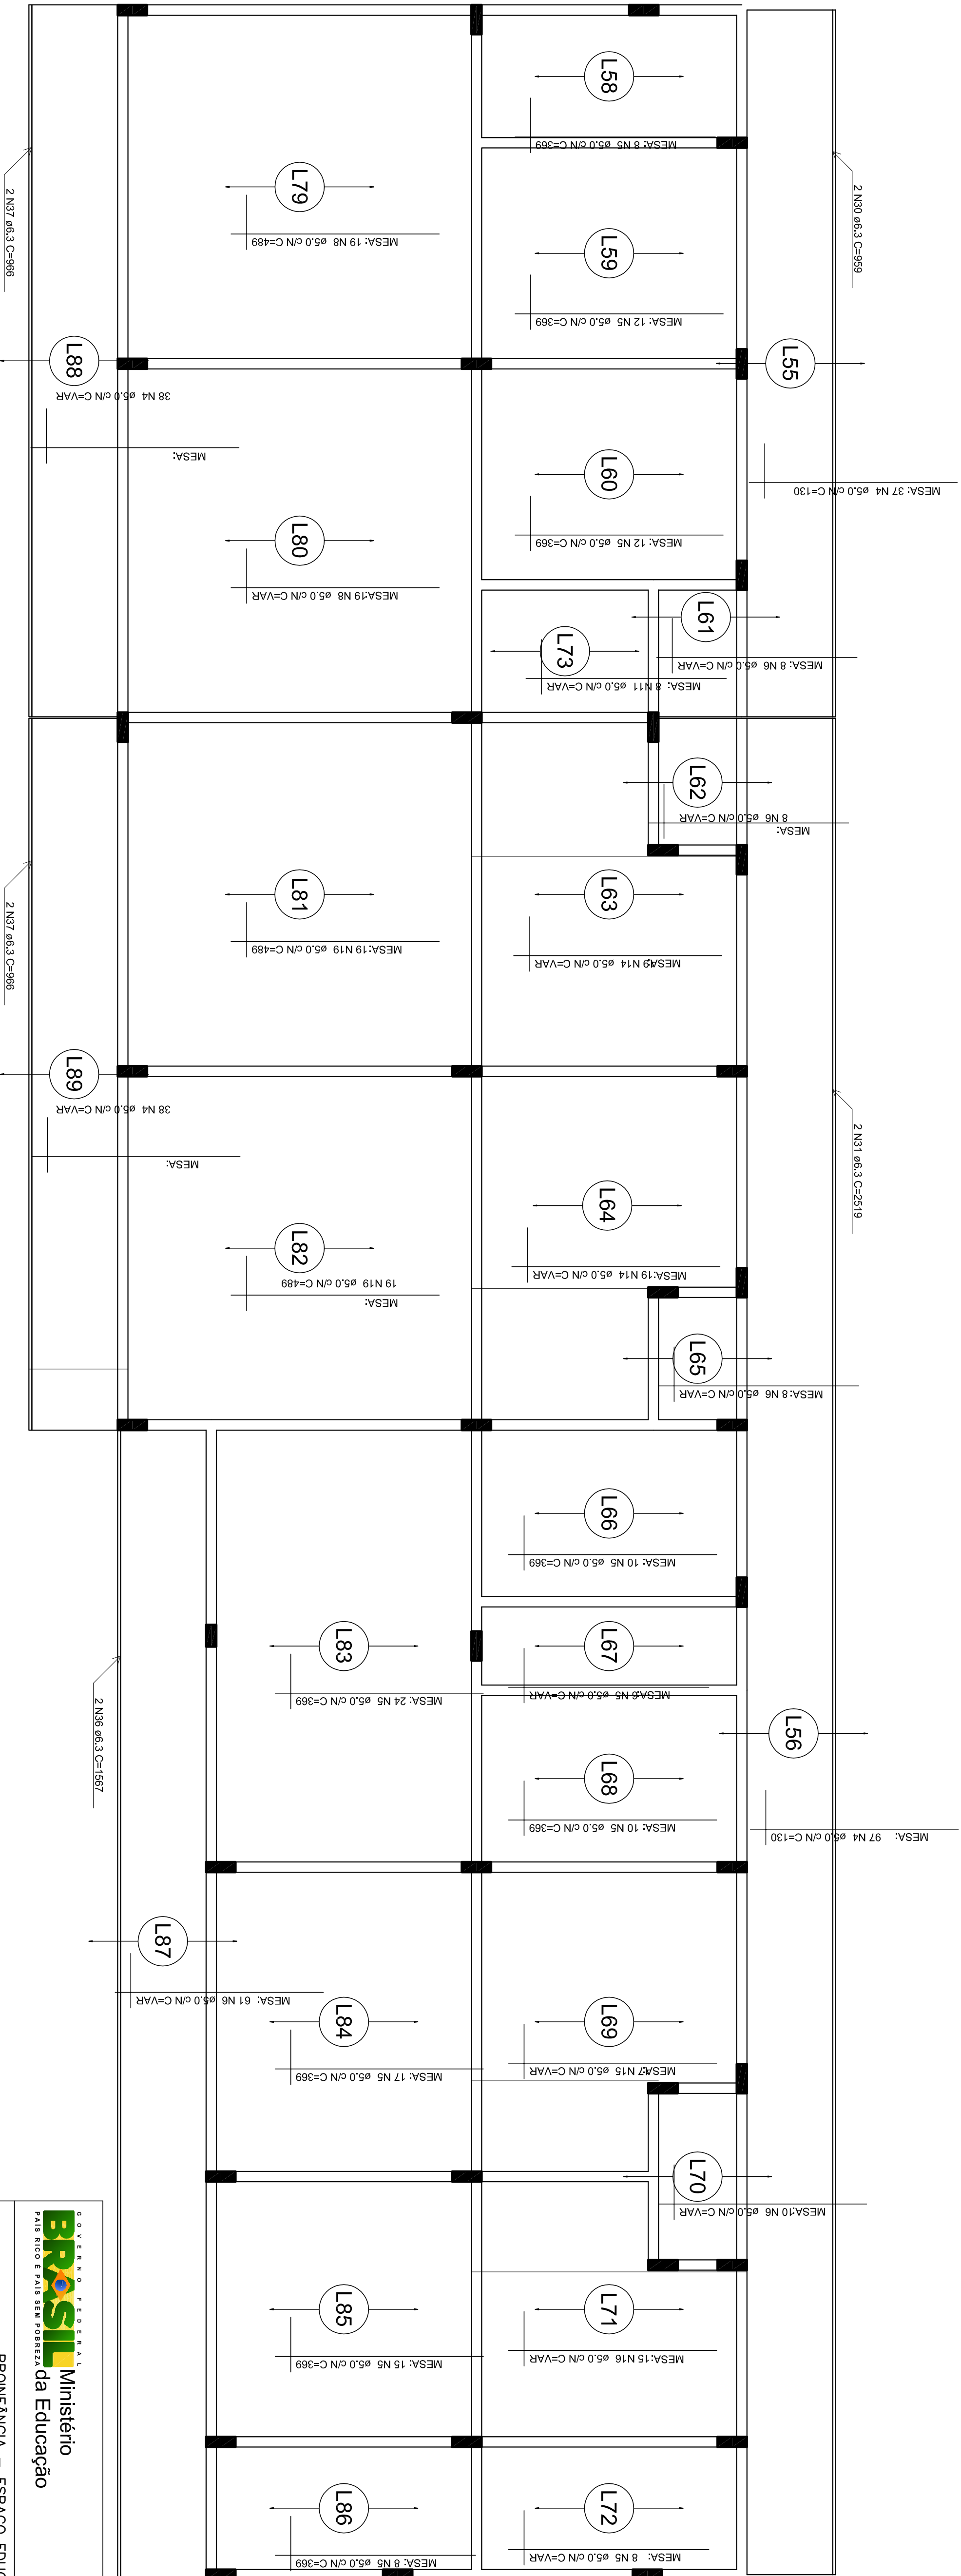 2 N30 ø6.3 C=959
2 N31 ø6.3 C=2519
L55
MESA: 37 N4 ø5.0 c/N C=130
L56
MESA: 97 N4 ø5.0 c/N C=130
L58
MESA: 8 N5 ø5.0 c/N C=369
L59
MESA: 12 N5 ø5.0 c/N C=369
L60
MESA: 12 N5 ø5.0 c/N C=369
L61
MESA: 8 N6 ø5.0 c/N C=VAR
L73
MESA: 8 N11 ø5.0 c/N C=VAR
L62
MESA:
8 N6 ø5.0 c/N C=VAR
L63
MESA: 19 N14 ø5.0 c/N C=VAR
L64
MESA:19 N14 ø5.0 c/N C=VAR
L65
MESA: 8 N6 ø5.0 c/N C=VAR
L66
MESA: 10 N5 ø5.0 c/N C=369
L67
MESA:6 N5 ø5.0 c/N C=VAR
L68
MESA: 10 N5 ø5.0 c/N C=369
L69
MESA: 17 N15 ø5.0 c/N C=VAR
L70
MESA:10 N6 ø5.0 c/N C=VAR
L71
MESA:15 N16 ø5.0 c/N C=VAR
L72
MESA: 8 N5 ø5.0 c/N C=VAR
L79
MESA: 19 N8 ø5.0 c/N C=489
L80
MESA:19 N8 ø5.0 c/N C=VAR
L81
MESA:19 N19 ø5.0 c/N C=489
L82
MESA:
19 N19 ø5.0 c/N C=489
L83
MESA: 24 N5 ø5.0 c/N C=369
L84
MESA: 17 N5 ø5.0 c/N C=369
L85
MESA: 15 N5 ø5.0 c/N C=369
L86
MESA: 8 N5 ø5.0 c/N C=369
L88
MESA:
38 N4 ø5.0 c/N C=VAR
L89
MESA:
38 N4 ø5.0 c/N C=VAR
L87
MESA: 61 N6 ø5.0 c/N C=VAR
2 N37 ø6.3 C=966
2 N37 ø6.3 C=966
2 N36 ø6.3 C=1567
GOVERNO FEDERAL
BRASIL
PAÍS RICO É PAÍS SEM POBREZA
Ministério
da Educação